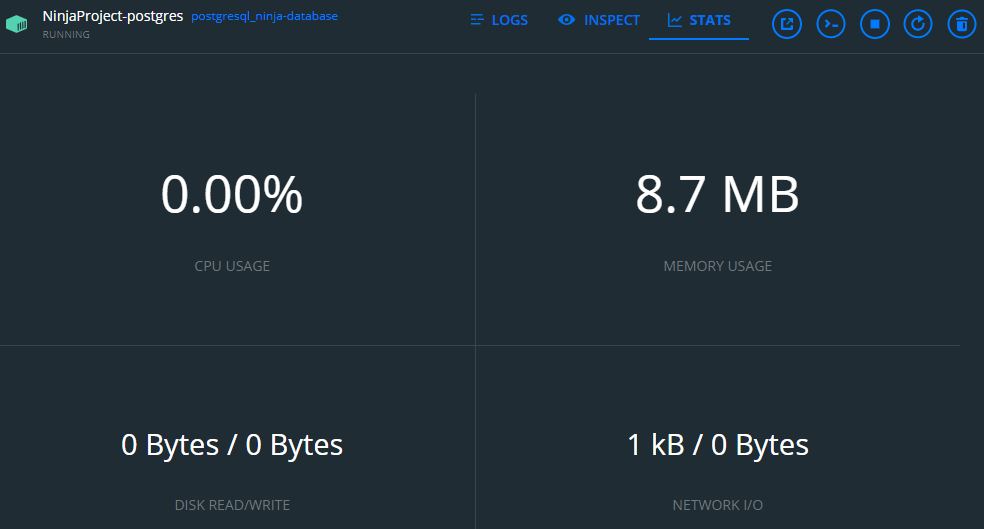 NinjaProject-postgres postgresql_ninja-database
RUNNING
LOGS INSPECT STATS
0.00%
CPU USAGE
8.7 MB
MEMORY USAGE
0 Bytes / 0 Bytes
DISK READ/WRITE
1 kB / 0 Bytes
NETWORK I/O